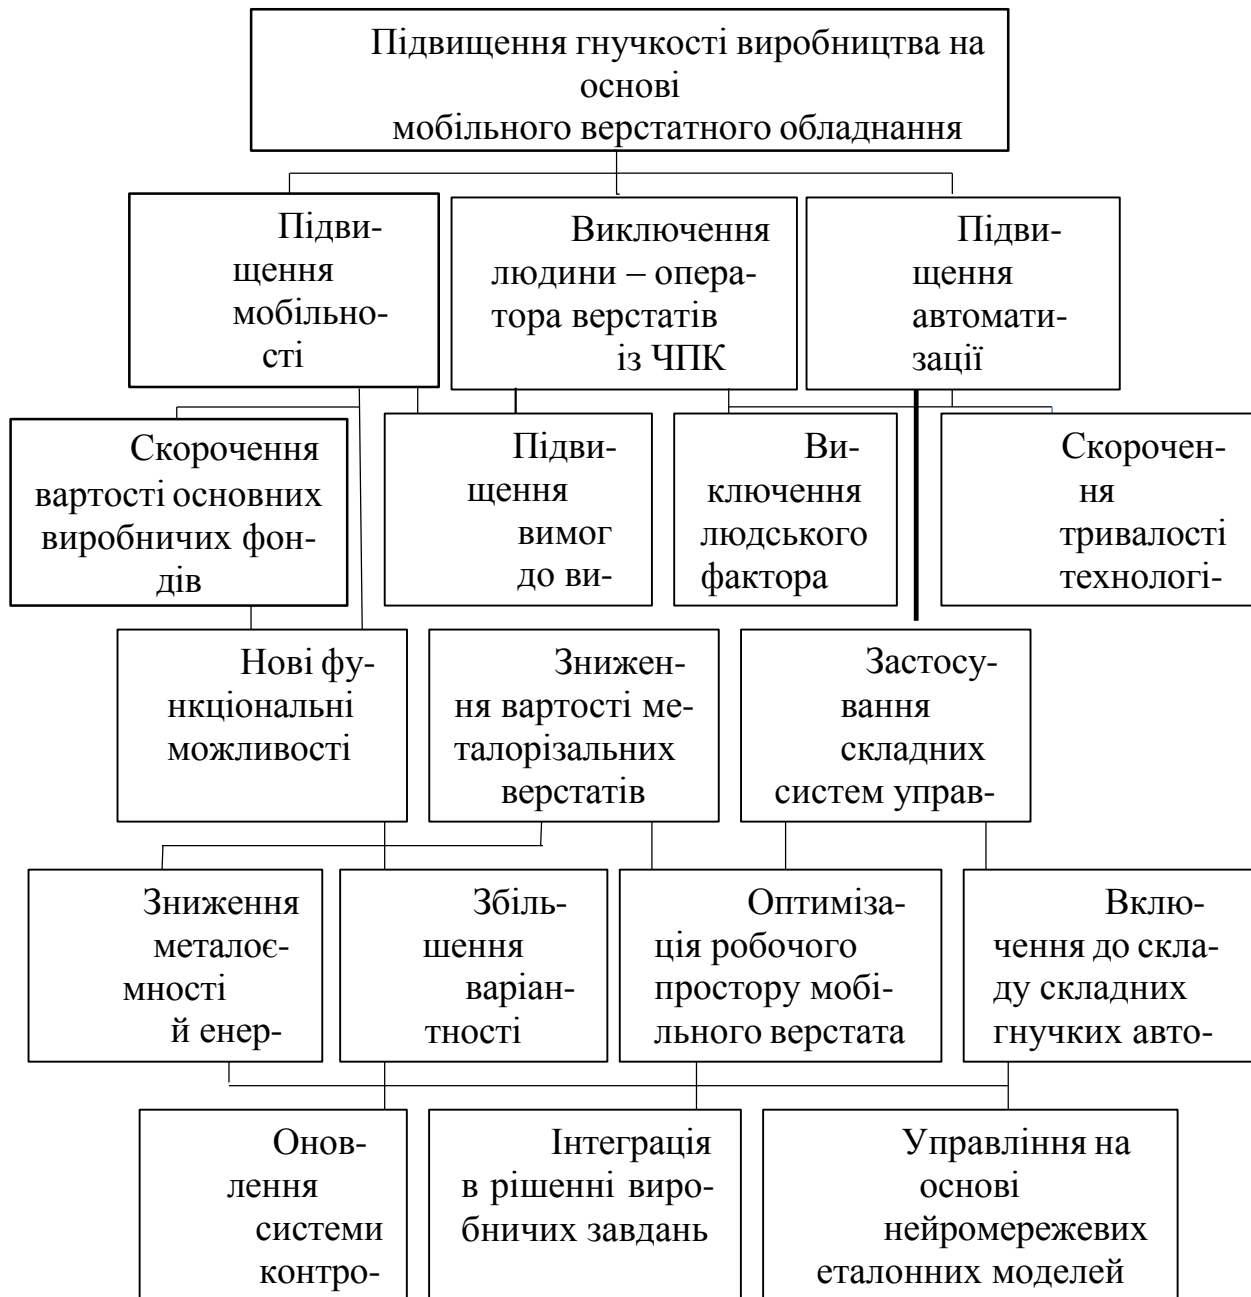 Підвищення гнучкості виробництва на
основі
мобільного верстатного обладнання
Підви-
щення
мобільно-
сті
Виключення
людини – опера-
тора верстатів
із ЧПК
Підви-
щення
автомати-
зації
Скорочення
вартості основних
виробничих фон-
дів
Підви-
щення
вимог
до ви-
Ви-
ключення
людського
фактора
Скорочен-
ня
тривалості
технологі-
Нові фу-
нкціональні
можливості
Знижен-
ня вартості ме-
талорізальних
верстатів
Застосу-
вання
складних
систем управ-
Зниження
металоє-
мності
й енер-
Збіль-
шення
варіан-
тності
Оптиміза-
ція робочого
простору мобі-
льного верстата
Вклю-
чення до скла-
ду складних
гнучких авто-
Онов-
лення
системи
контро-
Інтеграція
в рішенні виро-
бничих завдань
Управління на
основі
нейромережевих
еталонних моделей